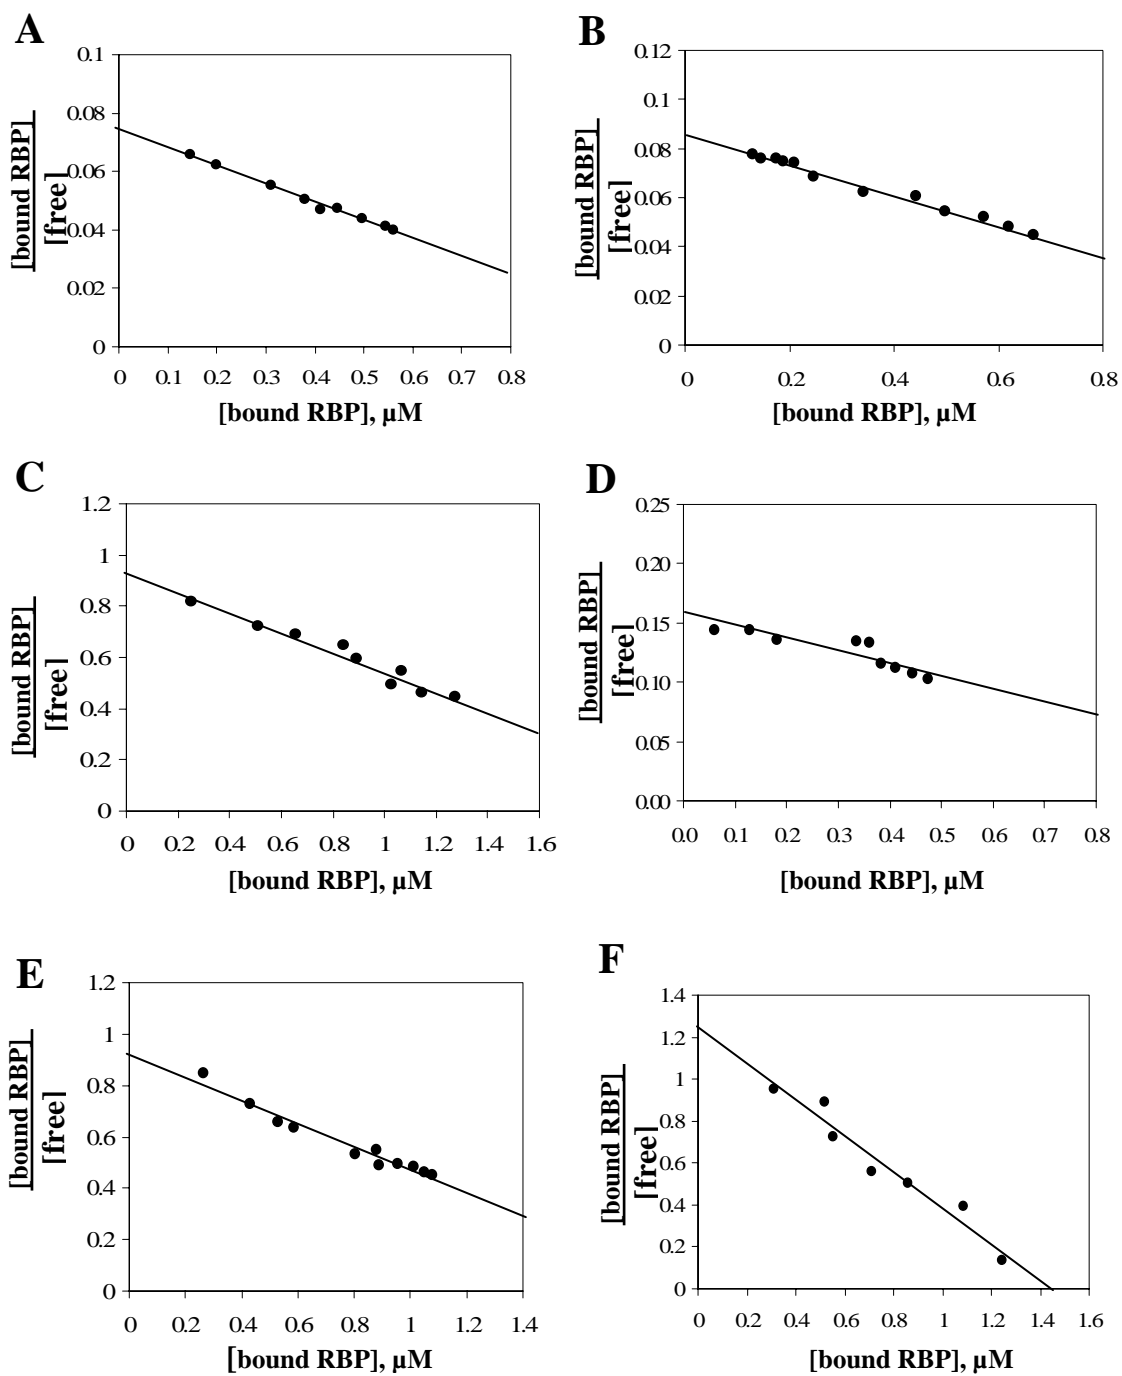 A
[bound RBP]
[free]
0.1
0.08
0.06
0.04
0.02
0
0 0.1 0.2 0.3 0.4 0.5 0.6 0.7 0.8
[bound RBP], µM
B
[bound RBP]
[free]
0.12
0.1
0.08
0.06
0.04
0.02
0
0 0.2 0.4 0.6 0.8
[bound RBP], µM
C
[bound RBP]
[free]
1.2
1
0.8
0.6
0.4
0.2
0
0 0.2 0.4 0.6 0.8 1 1.2 1.4 1.6
[bound RBP], µM
D
[bound RBP]
[free]
0.25
0.20
0.15
0.10
0.05
0.00
0.0 0.1 0.2 0.3 0.4 0.5 0.6 0.7 0.8
[bound RBP], µM
E
[bound RBP]
[free]
1.2
1
0.8
0.6
0.4
0.2
0
0 0.2 0.4 0.6 0.8 1 1.2 1.4
[bound RBP], µM
F
[bound RBP]
[free]
1.4
1.2
1
0.8
0.6
0.4
0.2
0
0 0.2 0.4 0.6 0.8 1 1.2 1.4 1.6
[bound RBP], µM